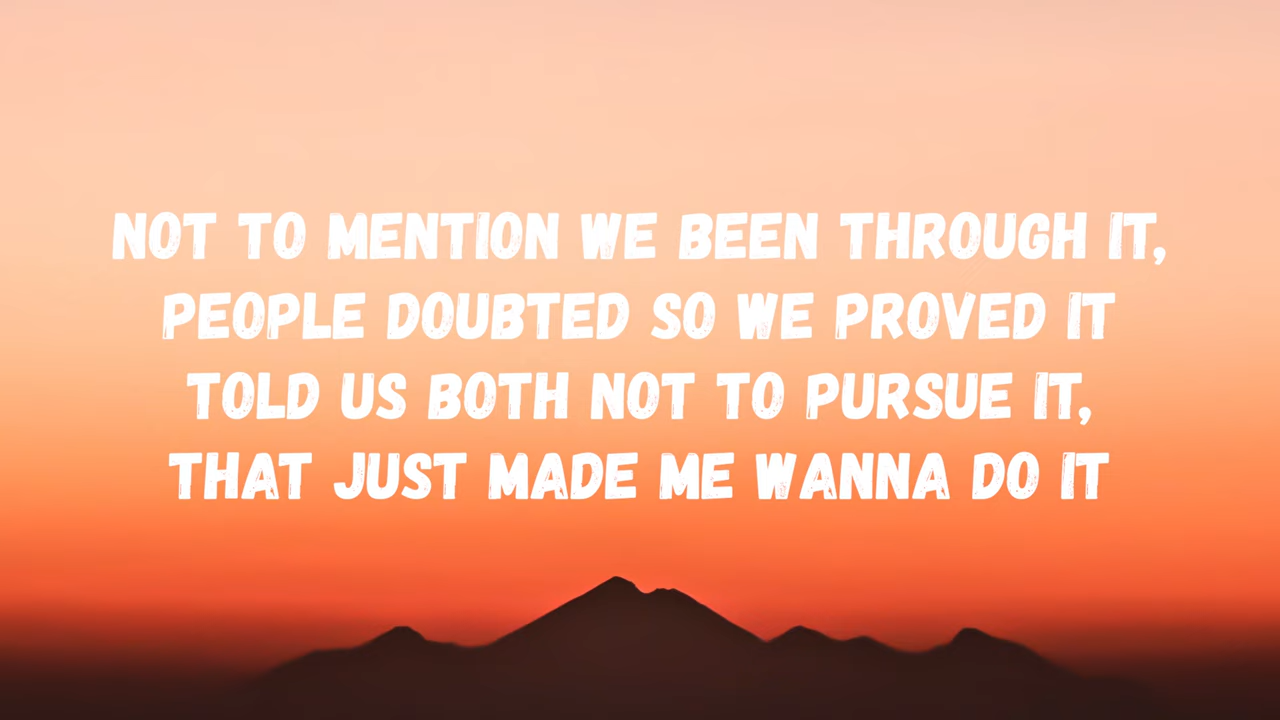 NOT TO MENTION WE BEEN THROUGH IT,
PEOPLE DOUBTED SO WE PROVED IT
TOLD US BOTH NOT TO PURSUE IT,
THAT JUST MADE ME WANNA DO IT